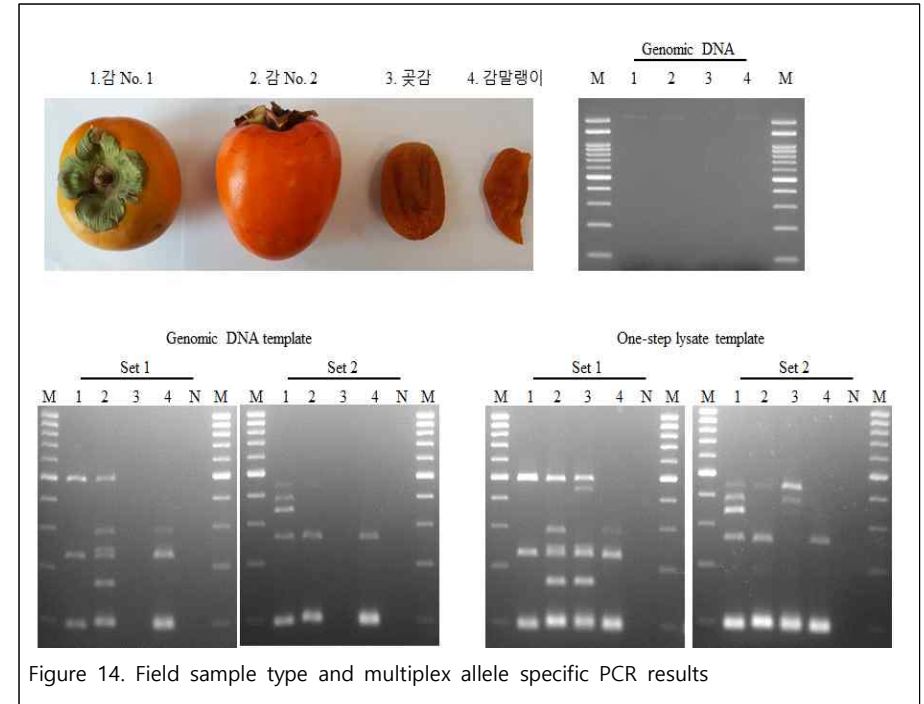 Genomic DNA
1.감 No. 1 2. 감 No. 2 3. 곶감 4. 감말랭이 M 1 2 3 4 M
Genomic DNA template One-step lysate template
Set 1 Set 2 Set 1 Set 2
M 1 2 3 4 N M 1 2 3 4 N M M 1 2 3 4 N M 1 2 3 4 N M
Figure 14. Field sample type and multiplex allele specific PCR results